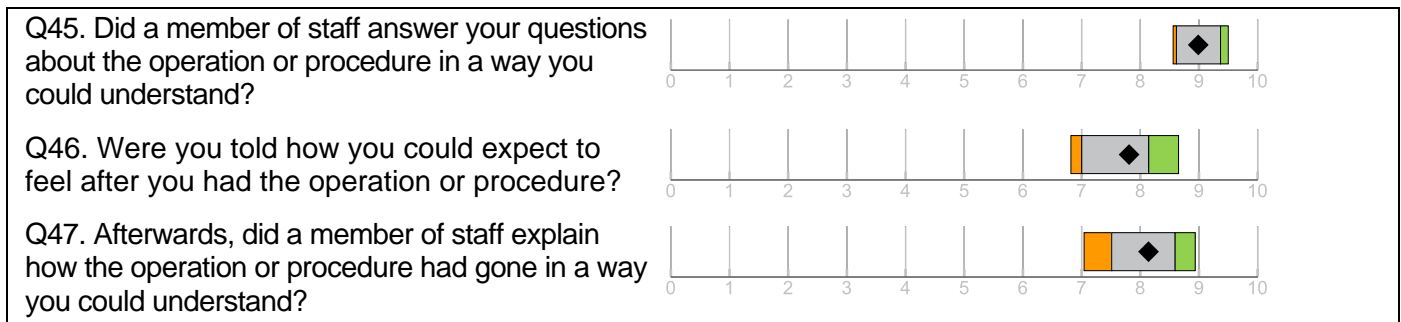 Q45. Did a member of staff answer your questions
about the operation or procedure in a way you
could understand?
0 1 2 3 4 5 6 7 8 9 10
Q46. Were you told how you could expect to
feel after you had the operation or procedure?
0 1 2 3 4 5 6 7 8 9 10
Q47. Afterwards, did a member of staff explain
how the operation or procedure had gone in a way
you could understand?
0 1 2 3 4 5 6 7 8 9 10